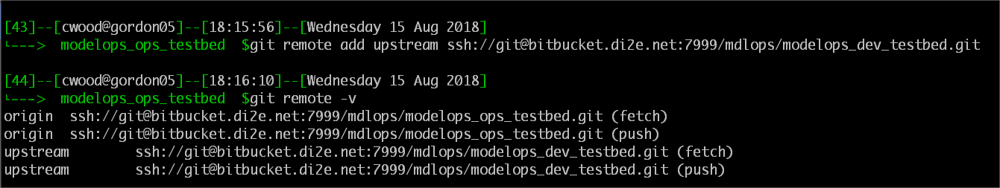 [43]--[cwood@gordon05]--[18:15:56]--[Wednesday 15 Aug 2018]
╰---> modelops_ops_testbed $git remote add upstream ssh://git@bitbucket.di2e.net:7999/mdlops/modelops_dev_testbed.git
[44]--[cwood@gordon05]--[18:16:10]--[Wednesday 15 Aug 2018]
╰---> modelops_ops_testbed $git remote -v
origin ssh://git@bitbucket.di2e.net:7999/mdlops/modelops_ops_testbed.git (fetch)
origin ssh://git@bitbucket.di2e.net:7999/mdlops/modelops_ops_testbed.git (push)
upstream ssh://git@bitbucket.di2e.net:7999/mdlops/modelops_dev_testbed.git (fetch)
upstream ssh://git@bitbucket.di2e.net:7999/mdlops/modelops_dev_testbed.git (push)